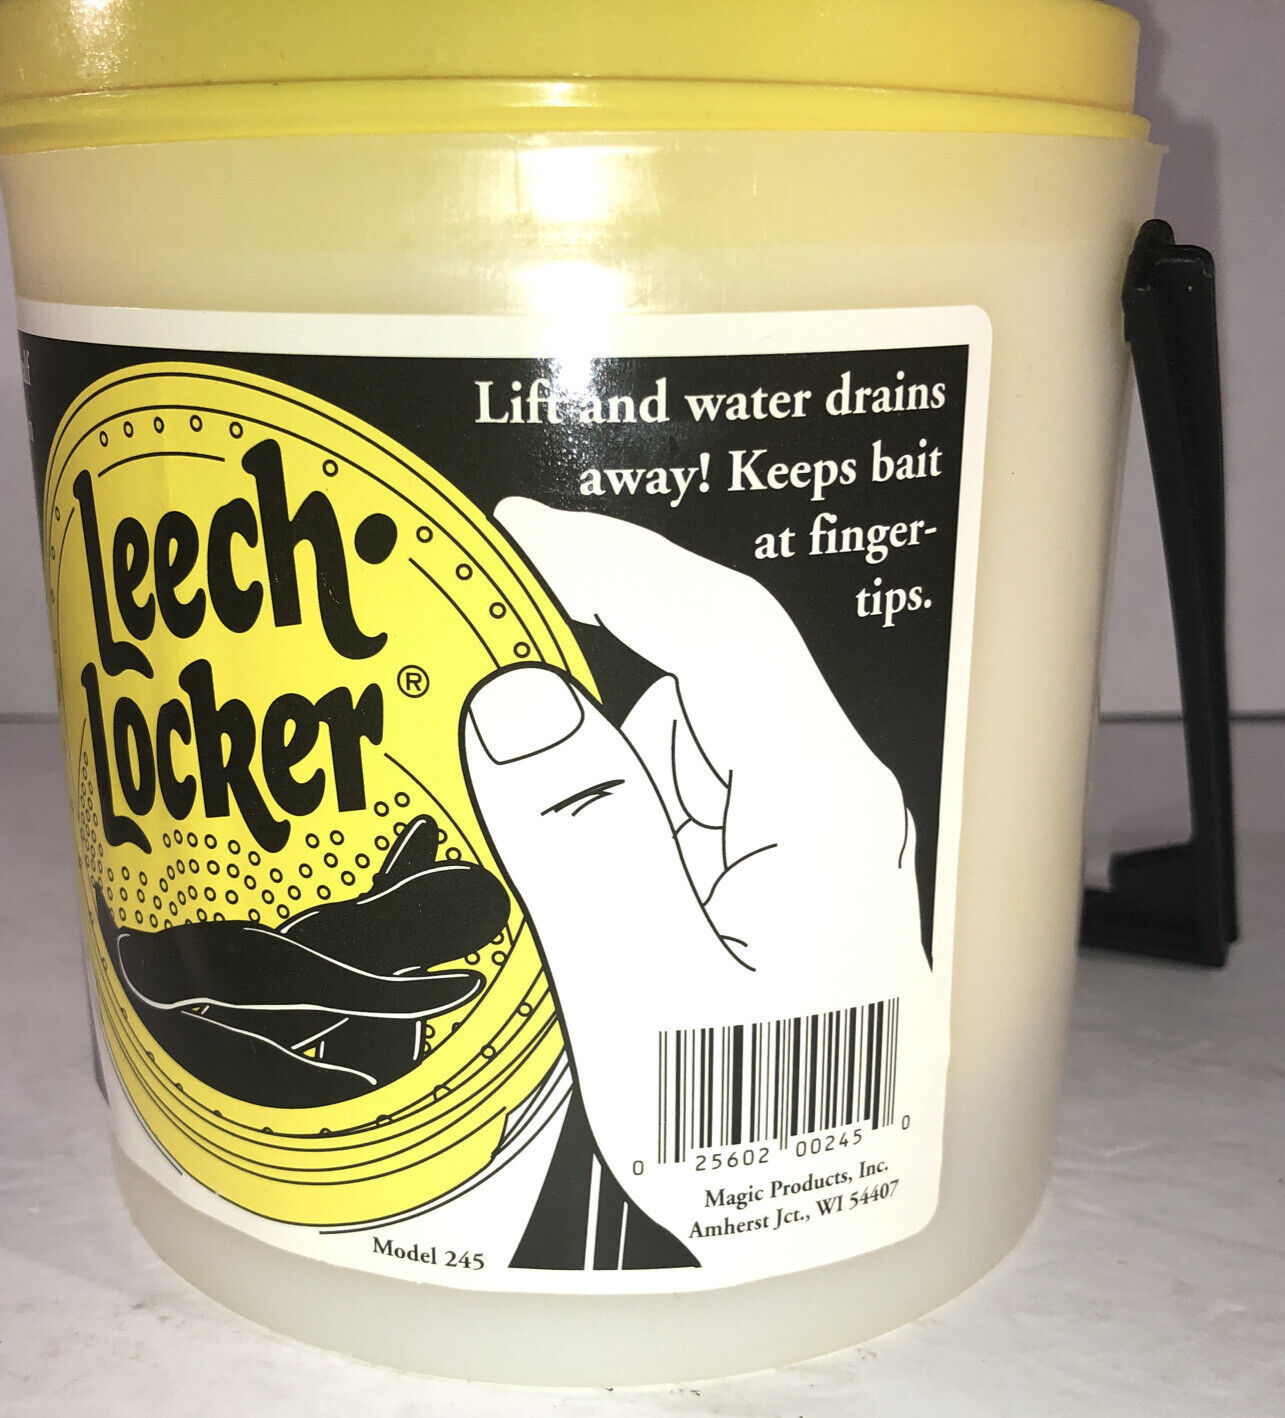 Lift and water drains
away! Keeps bait
at finger-
tips.
Leech·
Locker®
0 25602 00245 0
Magic Products, Inc.
Amherst Jct., WI 54407
Model 245